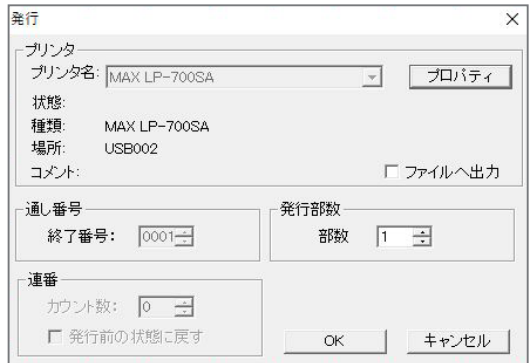 発行
プリンタ
プリンタ名: MAX LP-700SA プロパティ
状態:
種類: MAX LP-700SA
場所: USB002
コメント: ファイルへ出力
通し番号 発行部数
終了番号: 0001 部数 1
連番
カウント数: 0
発行前の状態に戻す OK キャンセル